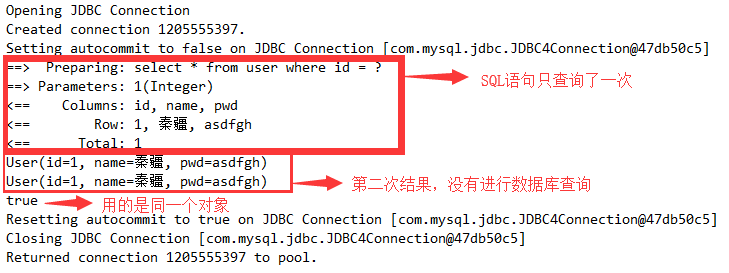 Opening JDBC Connection
Created connection 1205555397.
Setting autocommit to false on JDBC Connection [com.mysql.jdbc.JDBC4Connection@47db50c5]
==>  Preparing: select * from user where id = ?
==> Parameters: 1(Integer)
SQL语句只查询了一次
<==    Columns: id, name, pwd
<==        Row: 1, 秦疆, asdfgh
<==      Total: 1
User(id=1, name=秦疆, pwd=asdfgh)
User(id=1, name=秦疆, pwd=asdfgh)
第二次结果，没有进行数据库查询
true
用的是同一个对象
Resetting autocommit to true on JDBC Connection [com.mysql.jdbc.JDBC4Connection@47db50c5]
Closing JDBC Connection [com.mysql.jdbc.JDBC4Connection@47db50c5]
Returned connection 1205555397 to pool.